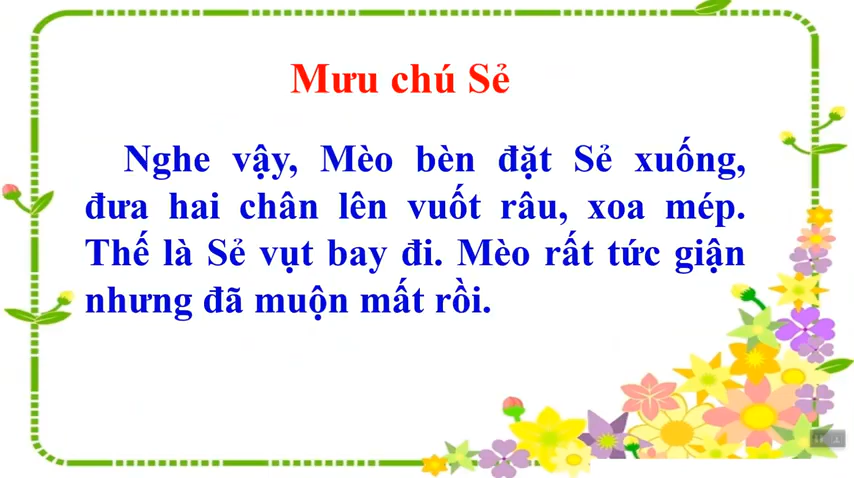 Mưu chú Sẻ
Nghe vậy, Mèo bèn đặt Sẻ xuống,
đưa hai chân lên vuốt râu, xoa mép.
Thế là Sẻ vụt bay đi. Mèo rất tức giận
nhưng đã muộn mất rồi.